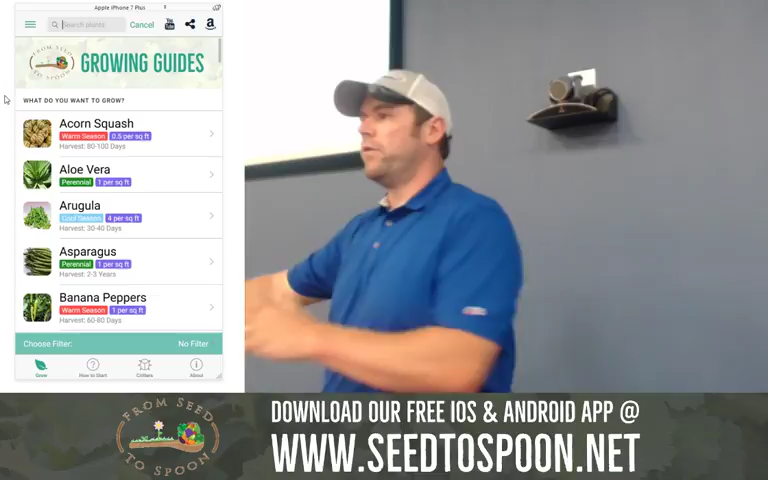 Apple iPhone 7 Plus
Search plants
Cancel
You
Tube
a
FROM SEED
TO SPOON
GROWING GUIDES
WHAT DO YOU WANT TO GROW?
Acorn Squash
Warm Season 0.5 per sq ft
Harvest: 80-100 Days
Aloe Vera
Perennial 1 per sq ft
Arugula
Cool Season 4 per sq ft
Harvest: 30-40 Days
Asparagus
Perennial 1 per sq ft
Harvest: 2-3 Years
Banana Peppers
Warm Season 1 per sq ft
Harvest: 60-80 Days
Choose Filter: No Filter
Grow How to Start Critters About
FROM SEED
TO SPOON
DOWNLOAD OUR FREE IOS & ANDROID APP @
WWW.SEEDTOSPOON.NET